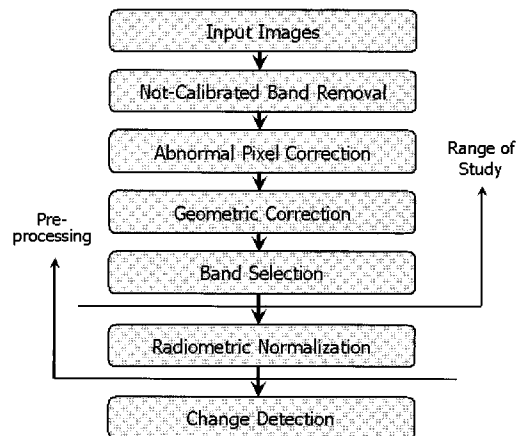 Input Images
Not-Calibrated Band Removal
Abnormal Pixel Correction
Range of
Study
Geometric Correction
Pre-
processing
Band Selection
Radiometric Normalization
Change Detection